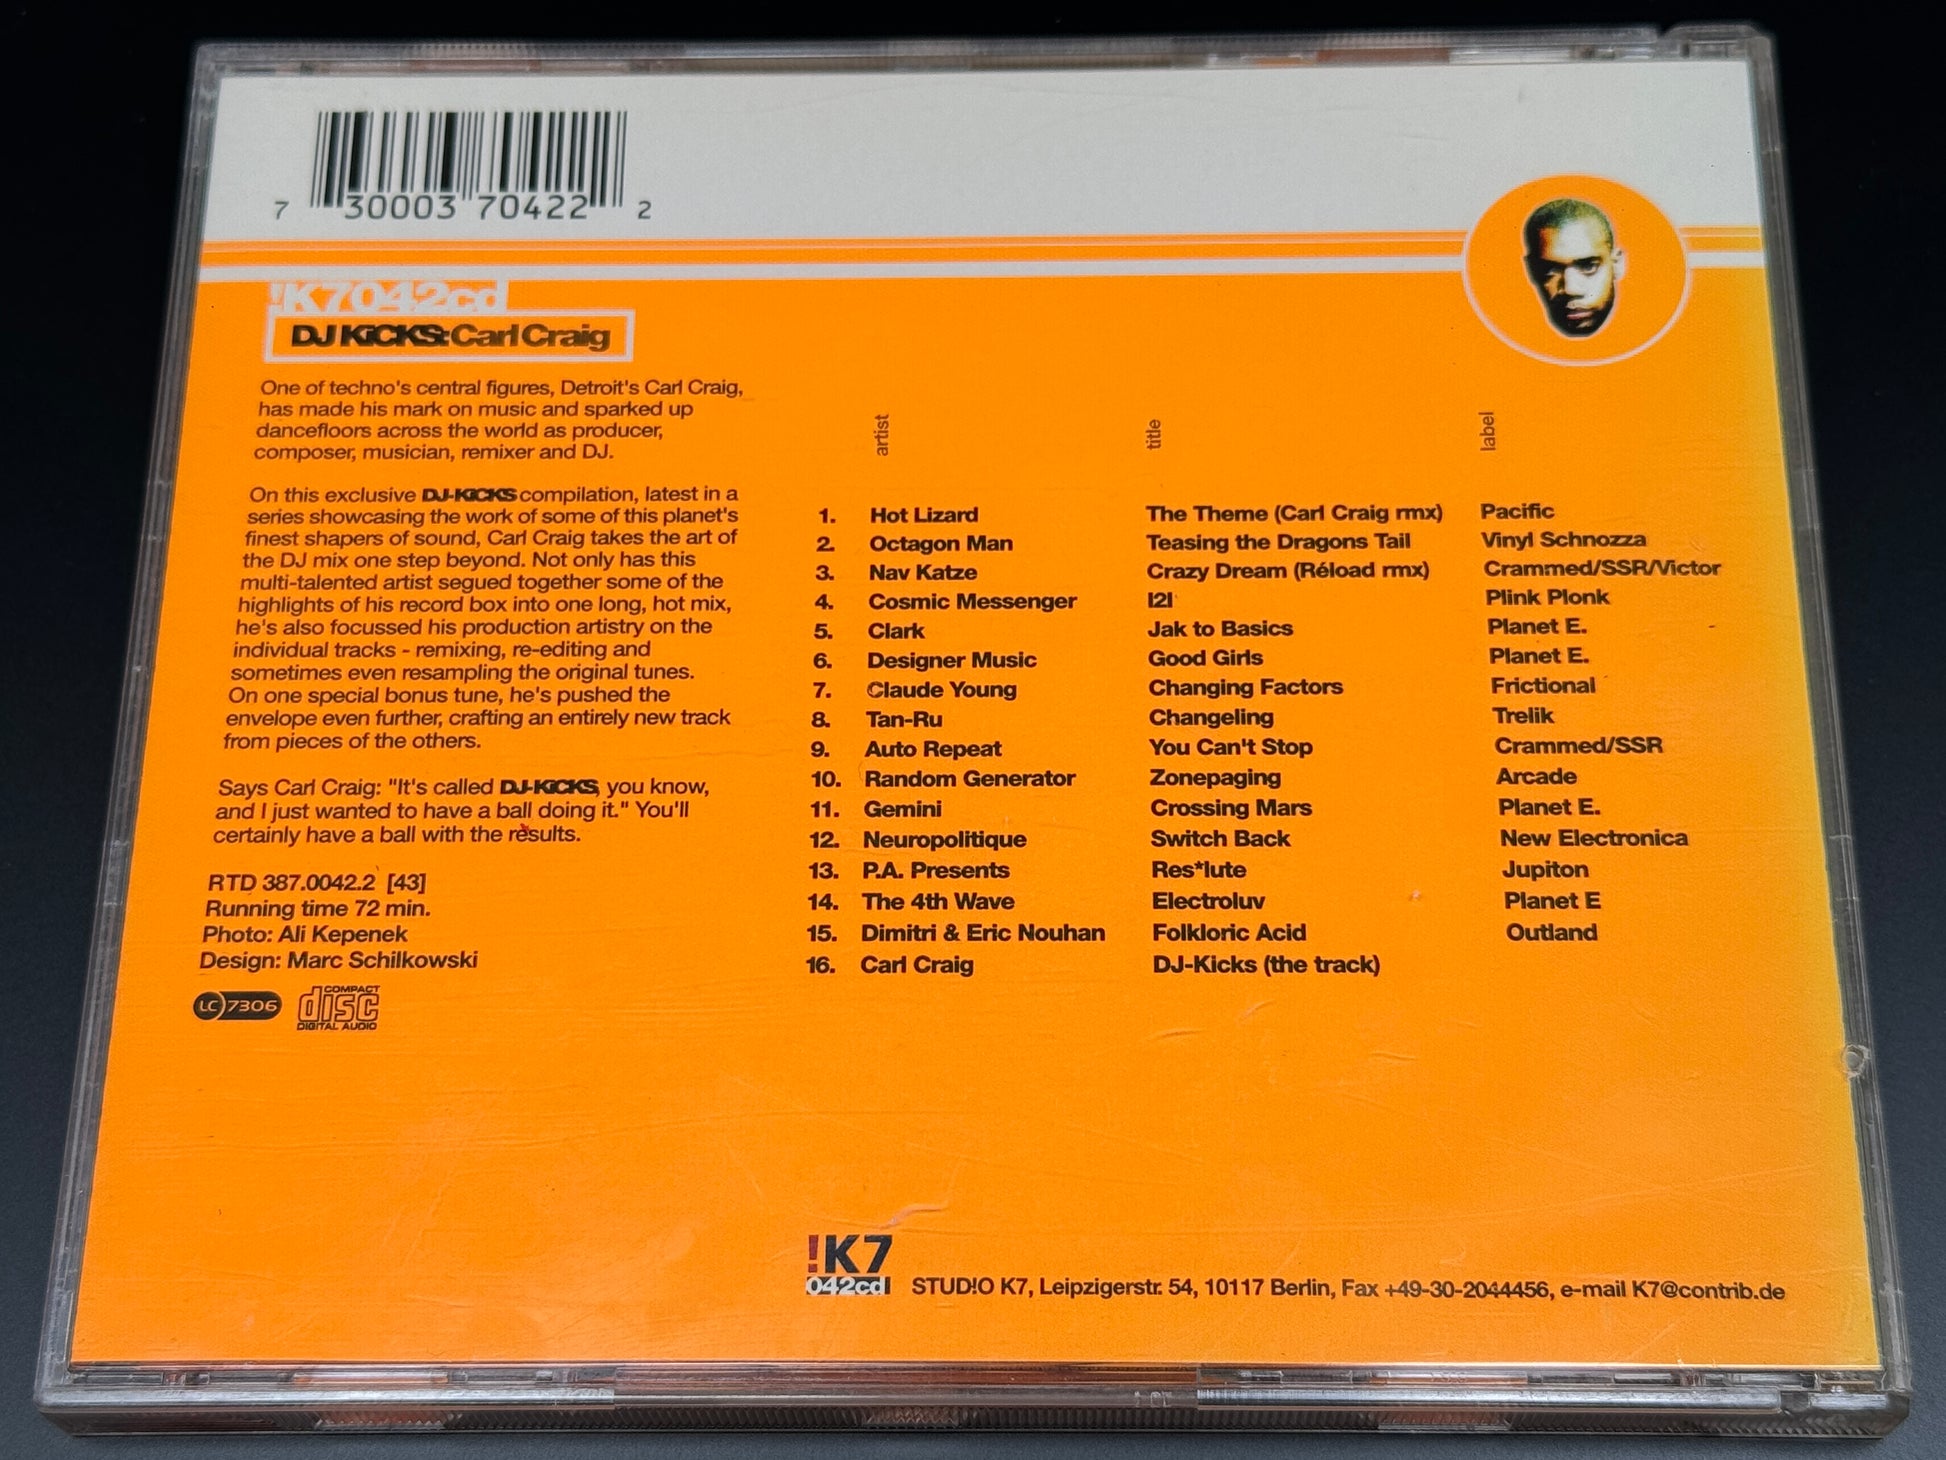 7 30003 70422 2
!K7042cd
DJ KiCKS: Carl Craig
One of techno's central figures, Detroit's Carl Craig,
has made his mark on music and sparked up
dancefloors across the world as producer,
composer, musician, remixer and DJ.
On this exclusive DJ-KiCKS compilation, latest in a
series showcasing the work of some of this planet's
finest shapers of sound, Carl Craig takes the art of
the DJ mix one step beyond. Not only has this
multi-talented artist segued together some of the
highlights of his record box into one long, hot mix,
he's also focussed his production artistry on the
individual tracks - remixing, re-editing and
sometimes even resampling the original tunes.
On one special bonus tune, he's pushed the
envelope even further, crafting an entirely new track
from pieces of the others.
Says Carl Craig: "It's called DJ-KiCKS, you know,
and I just wanted to have a ball doing it." You'll
certainly have a ball with the results.
RTD 387.0042.2 [43]
Running time 72 min.
Photo: Ali Kepenek
Design: Marc Schilkowski
LC 7306
COMPACT
disc
DIGITAL AUDIO
artist title label
1. Hot Lizard The Theme (Carl Craig rmx) Pacific
2. Octagon Man Teasing the Dragons Tail Vinyl Schnozza
3. Nav Katze Crazy Dream (Réload rmx) Crammed/SSR/Victor
4. Cosmic Messenger I2I Plink Plonk
5. Clark Jak to Basics Planet E.
6. Designer Music Good Girls Planet E.
7. Claude Young Changing Factors Frictional
8. Tan-Ru Changeling Trelik
9. Auto Repeat You Can't Stop Crammed/SSR
10. Random Generator Zonepaging Arcade
11. Gemini Crossing Mars Planet E.
12. Neuropolitique Switch Back New Electronica
13. P.A. Presents Res*lute Jupiton
14. The 4th Wave Electroluv Planet E
15. Dimitri & Eric Nouhan Folkloric Acid Outland
16. Carl Craig DJ-Kicks (the track)
!K7
042cd
STUD!O K7, Leipzigerstr. 54, 10117 Berlin, Fax +49-30-2044456, e-mail K7@contrib.de